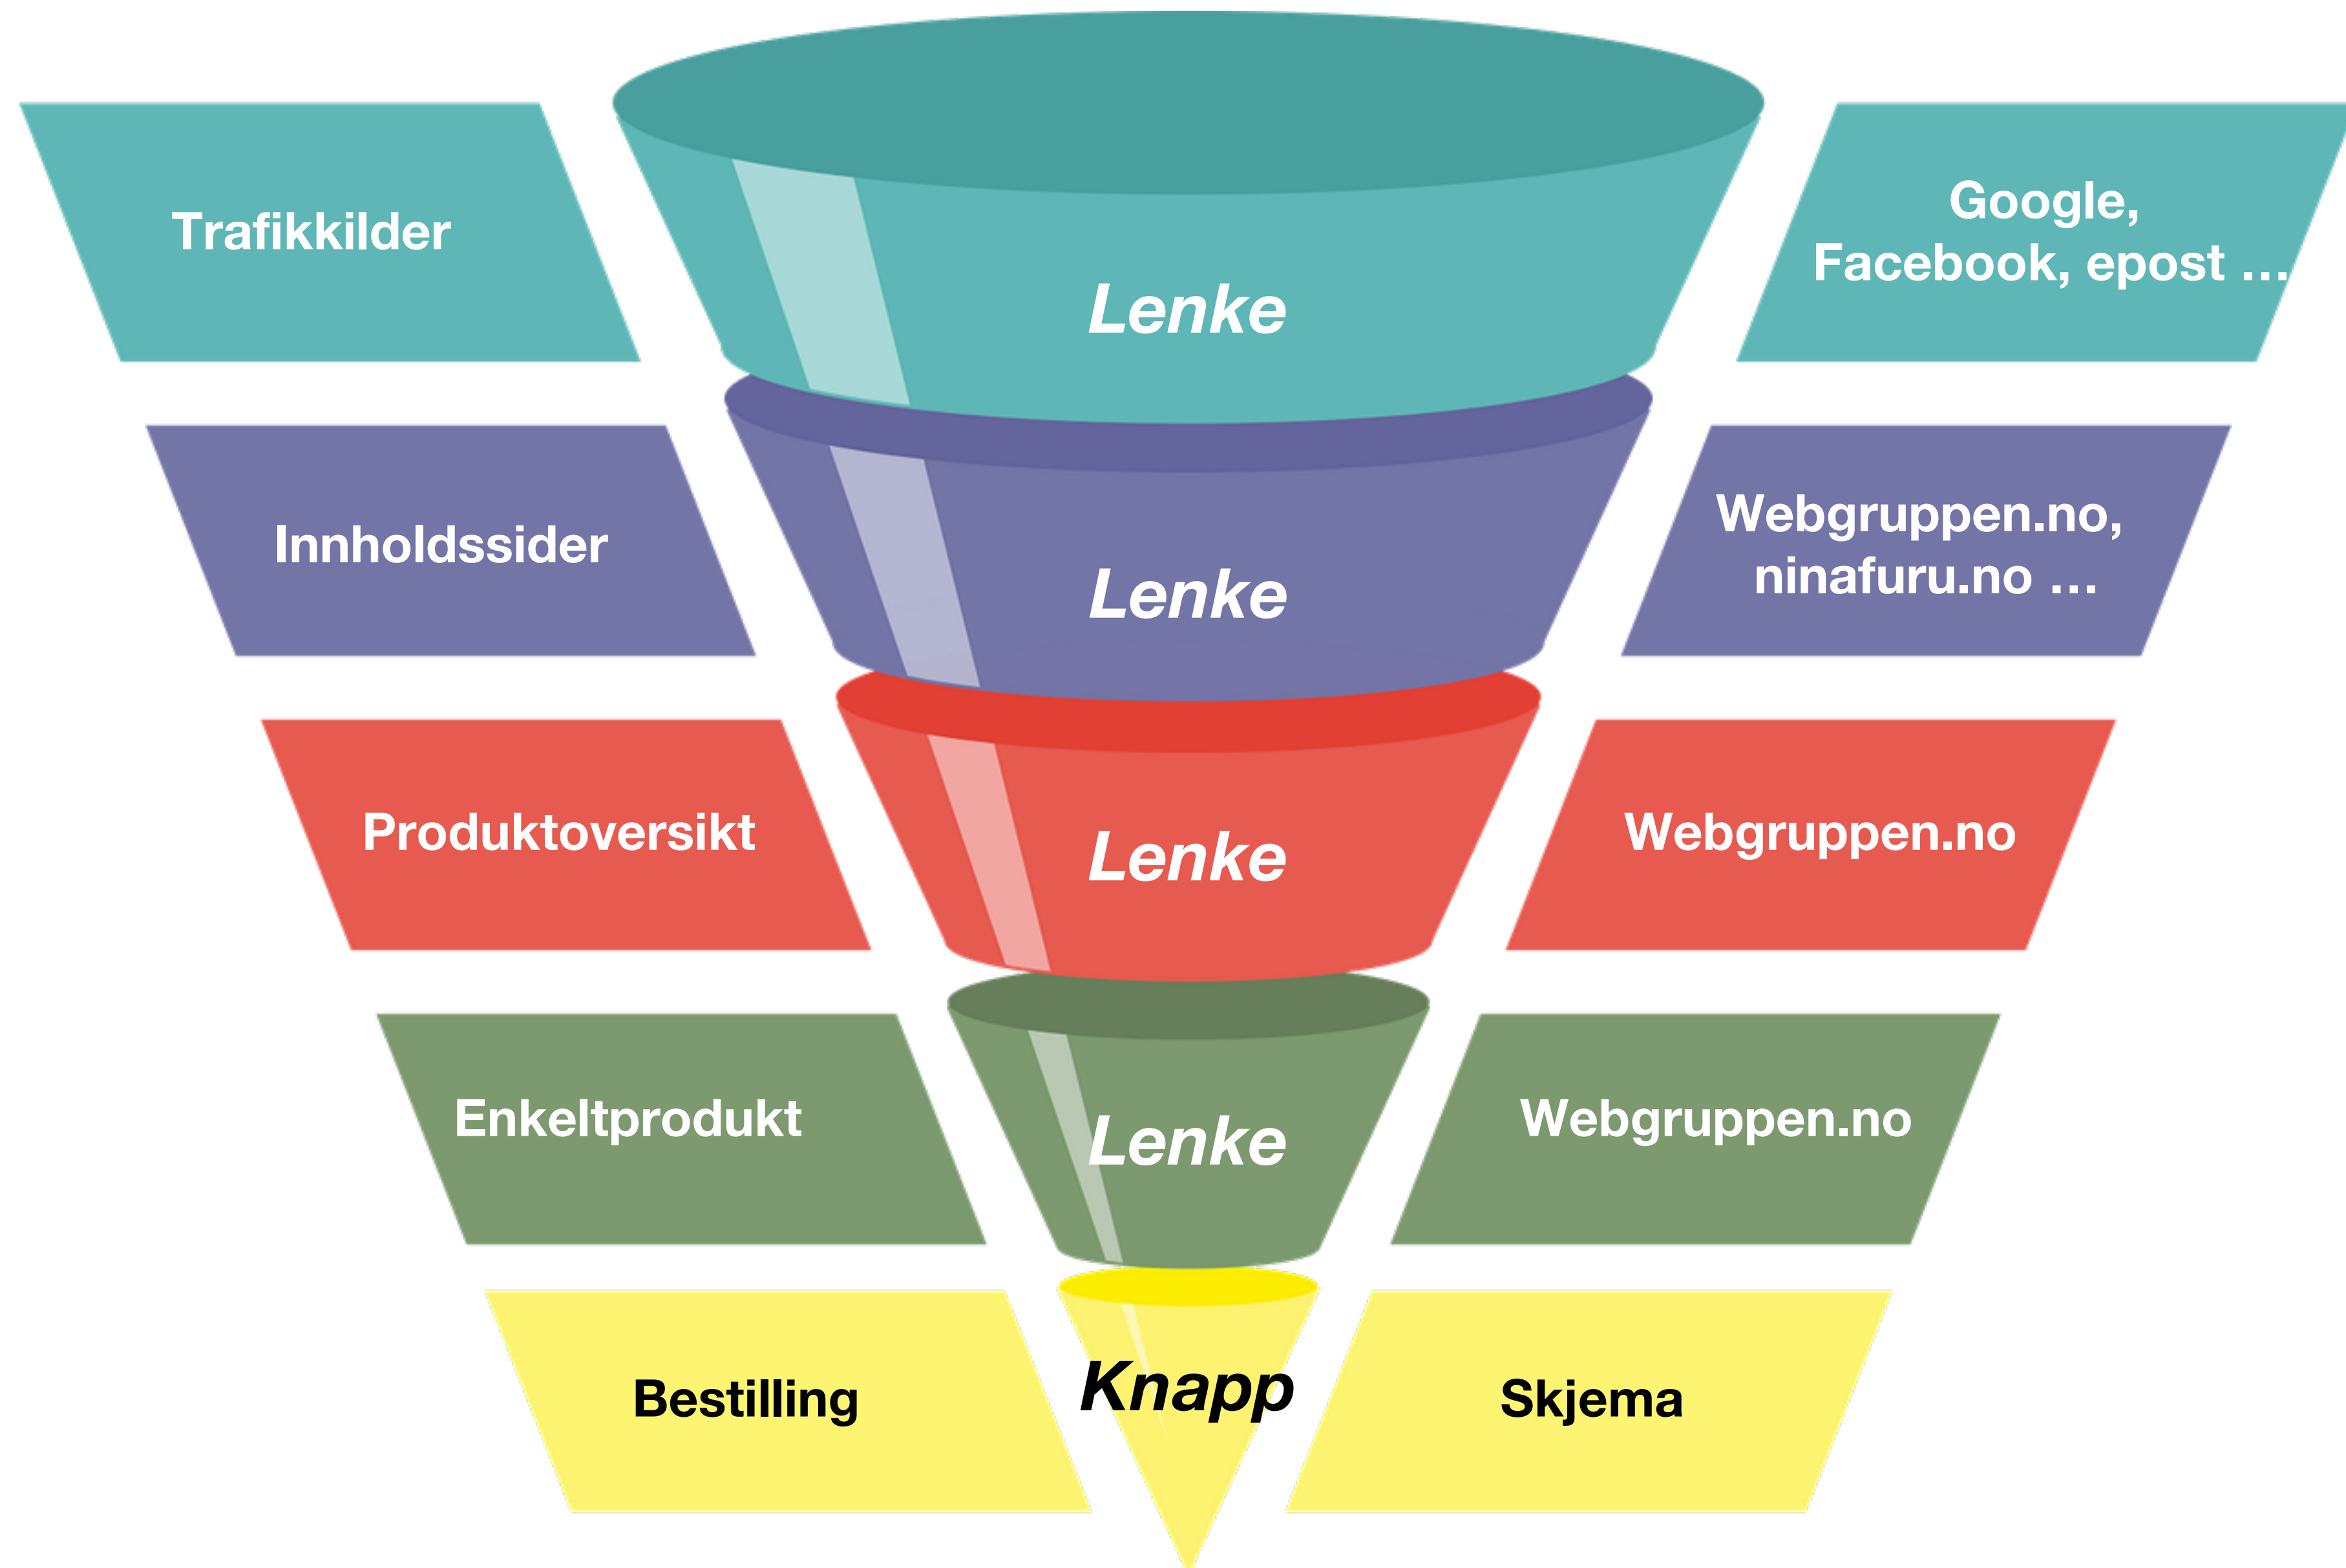 Trafikkilder
Lenke
Google,
Facebook, epost ...
Innholdssider
Lenke
Webgruppen.no,
ninafuru.no ...
Produktoversikt
Lenke
Webgruppen.no
Enkeltprodukt
Lenke
Webgruppen.no
Bestilling
Knapp
Skjema